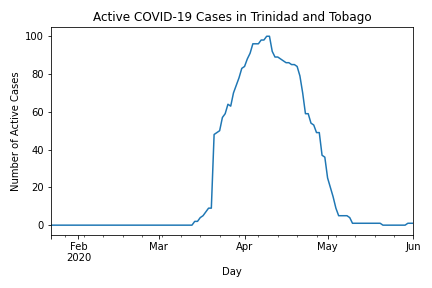 Active COVID-19 Cases in Trinidad and Tobago
Number of Active Cases
100
80
60
40
20
0
Feb Mar Apr May Jun
2020
Day